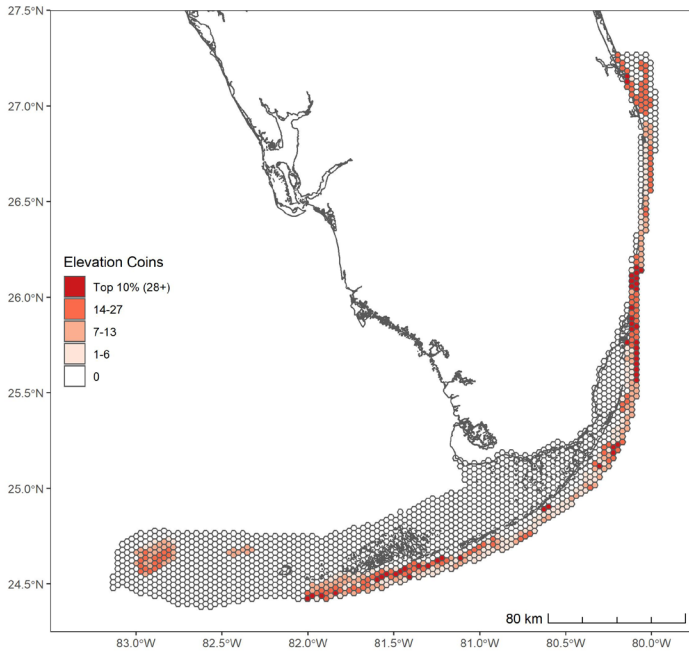 27.5°N
27.0°N
26.5°N
26.0°N
25.5°N
25.0°N
24.5°N
Elevation Coins
Top 10% (28+)
14-27
7-13
1-6
0
80 km
83.0°W 82.5°W 82.0°W 81.5°W 81.0°W 80.5°W 80.0°W